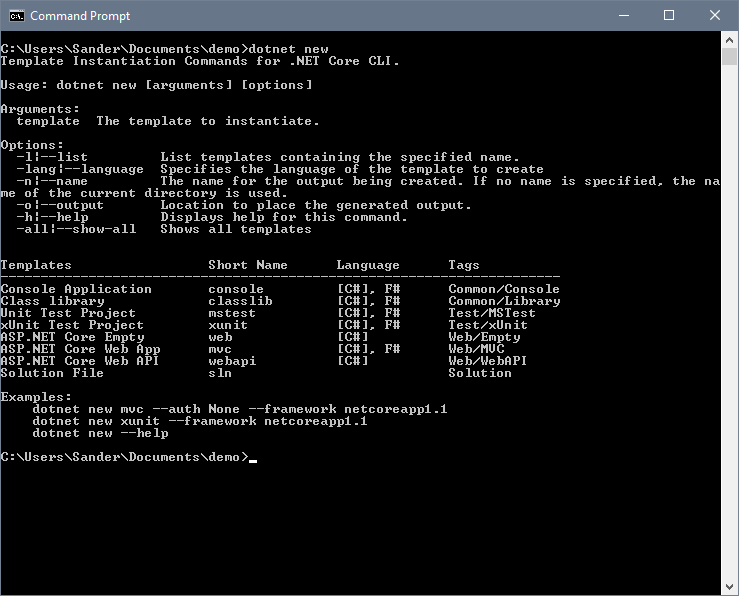 Command Prompt
C:\Users\Sander\Documents\demo>dotnet new
Template Instantiation Commands for .NET Core CLI.
Usage: dotnet new [arguments] [options]
Arguments:
  template  The template to instantiate.
Options:
  -l|--list         List templates containing the specified name.
  -lang|--language  Specifies the language of the template to create
  -n|--name         The name for the output being created. If no name is specified, the na
me of the current directory is used.
  -o|--output       Location to place the generated output.
  -h|--help         Displays help for this command.
  -all|--show-all   Shows all templates
Templates                 Short Name      Language      Tags
----------------------------------------------------------------------
Console Application       console         [C#], F#      Common/Console
Class library             classlib        [C#], F#      Common/Library
Unit Test Project         mstest          [C#], F#      Test/MSTest
xUnit Test Project        xunit           [C#], F#      Test/xUnit
ASP.NET Core Empty        web             [C#]          Web/Empty
ASP.NET Core Web App      mvc             [C#], F#      Web/MVC
ASP.NET Core Web API      webapi          [C#]          Web/WebAPI
Solution File             sln                           Solution
Examples:
    dotnet new mvc --auth None --framework netcoreapp1.1
    dotnet new xunit --framework netcoreapp1.1
    dotnet new --help
C:\Users\Sander\Documents\demo>_